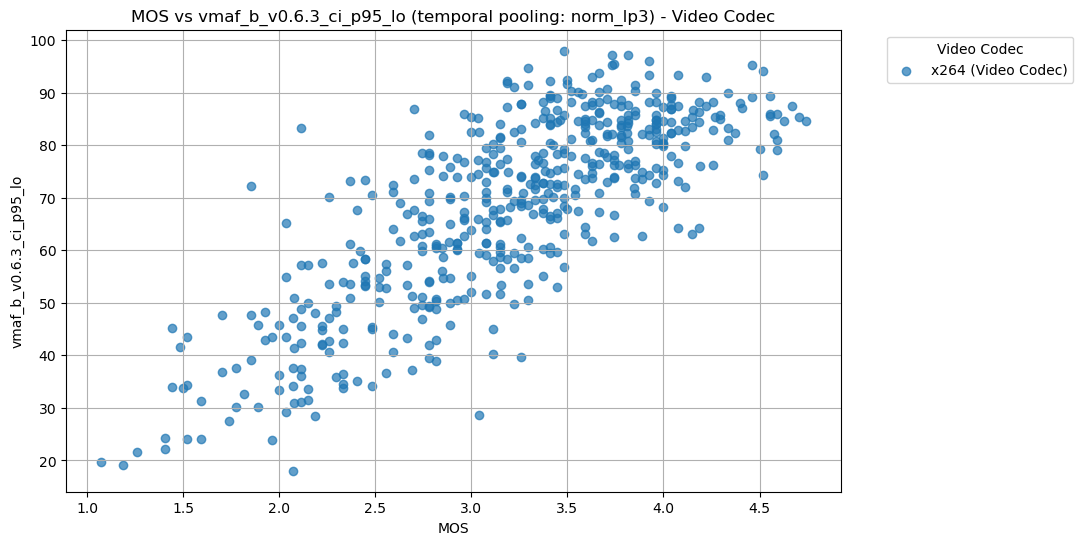 MOS vs vmaf_b_v0.6.3_ci_p95_lo (temporal pooling: norm_lp3) - Video Codec
Video Codec
x264 (Video Codec)
vmaf_b_v0.6.3_ci_p95_lo
100
90
80
70
60
50
40
30
20
1.0 1.5 2.0 2.5 3.0 3.5 4.0 4.5
MOS